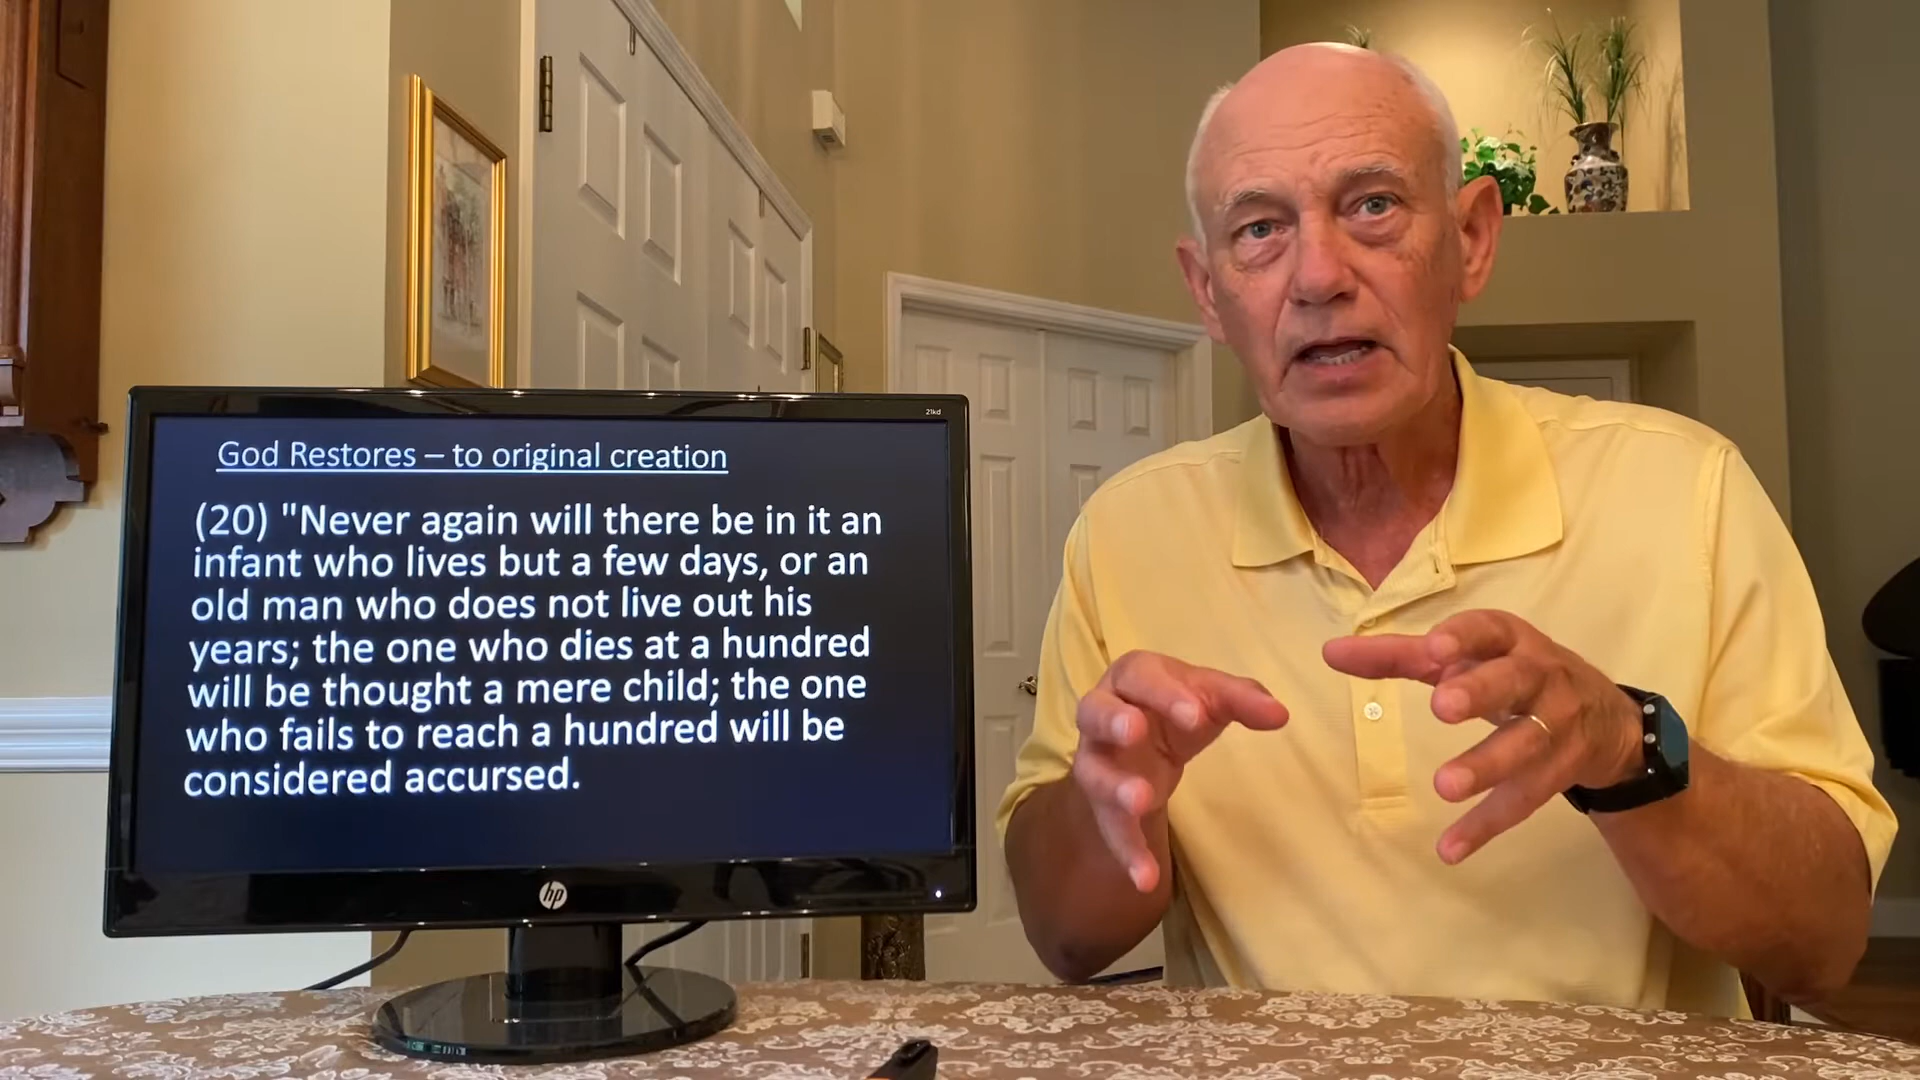 21kd
God Restores – to original creation
(20) "Never again will there be in it an
infant who lives but a few days, or an
old man who does not live out his
years; the one who dies at a hundred
will be thought a mere child; the one
who fails to reach a hundred will be
considered accursed.
hp